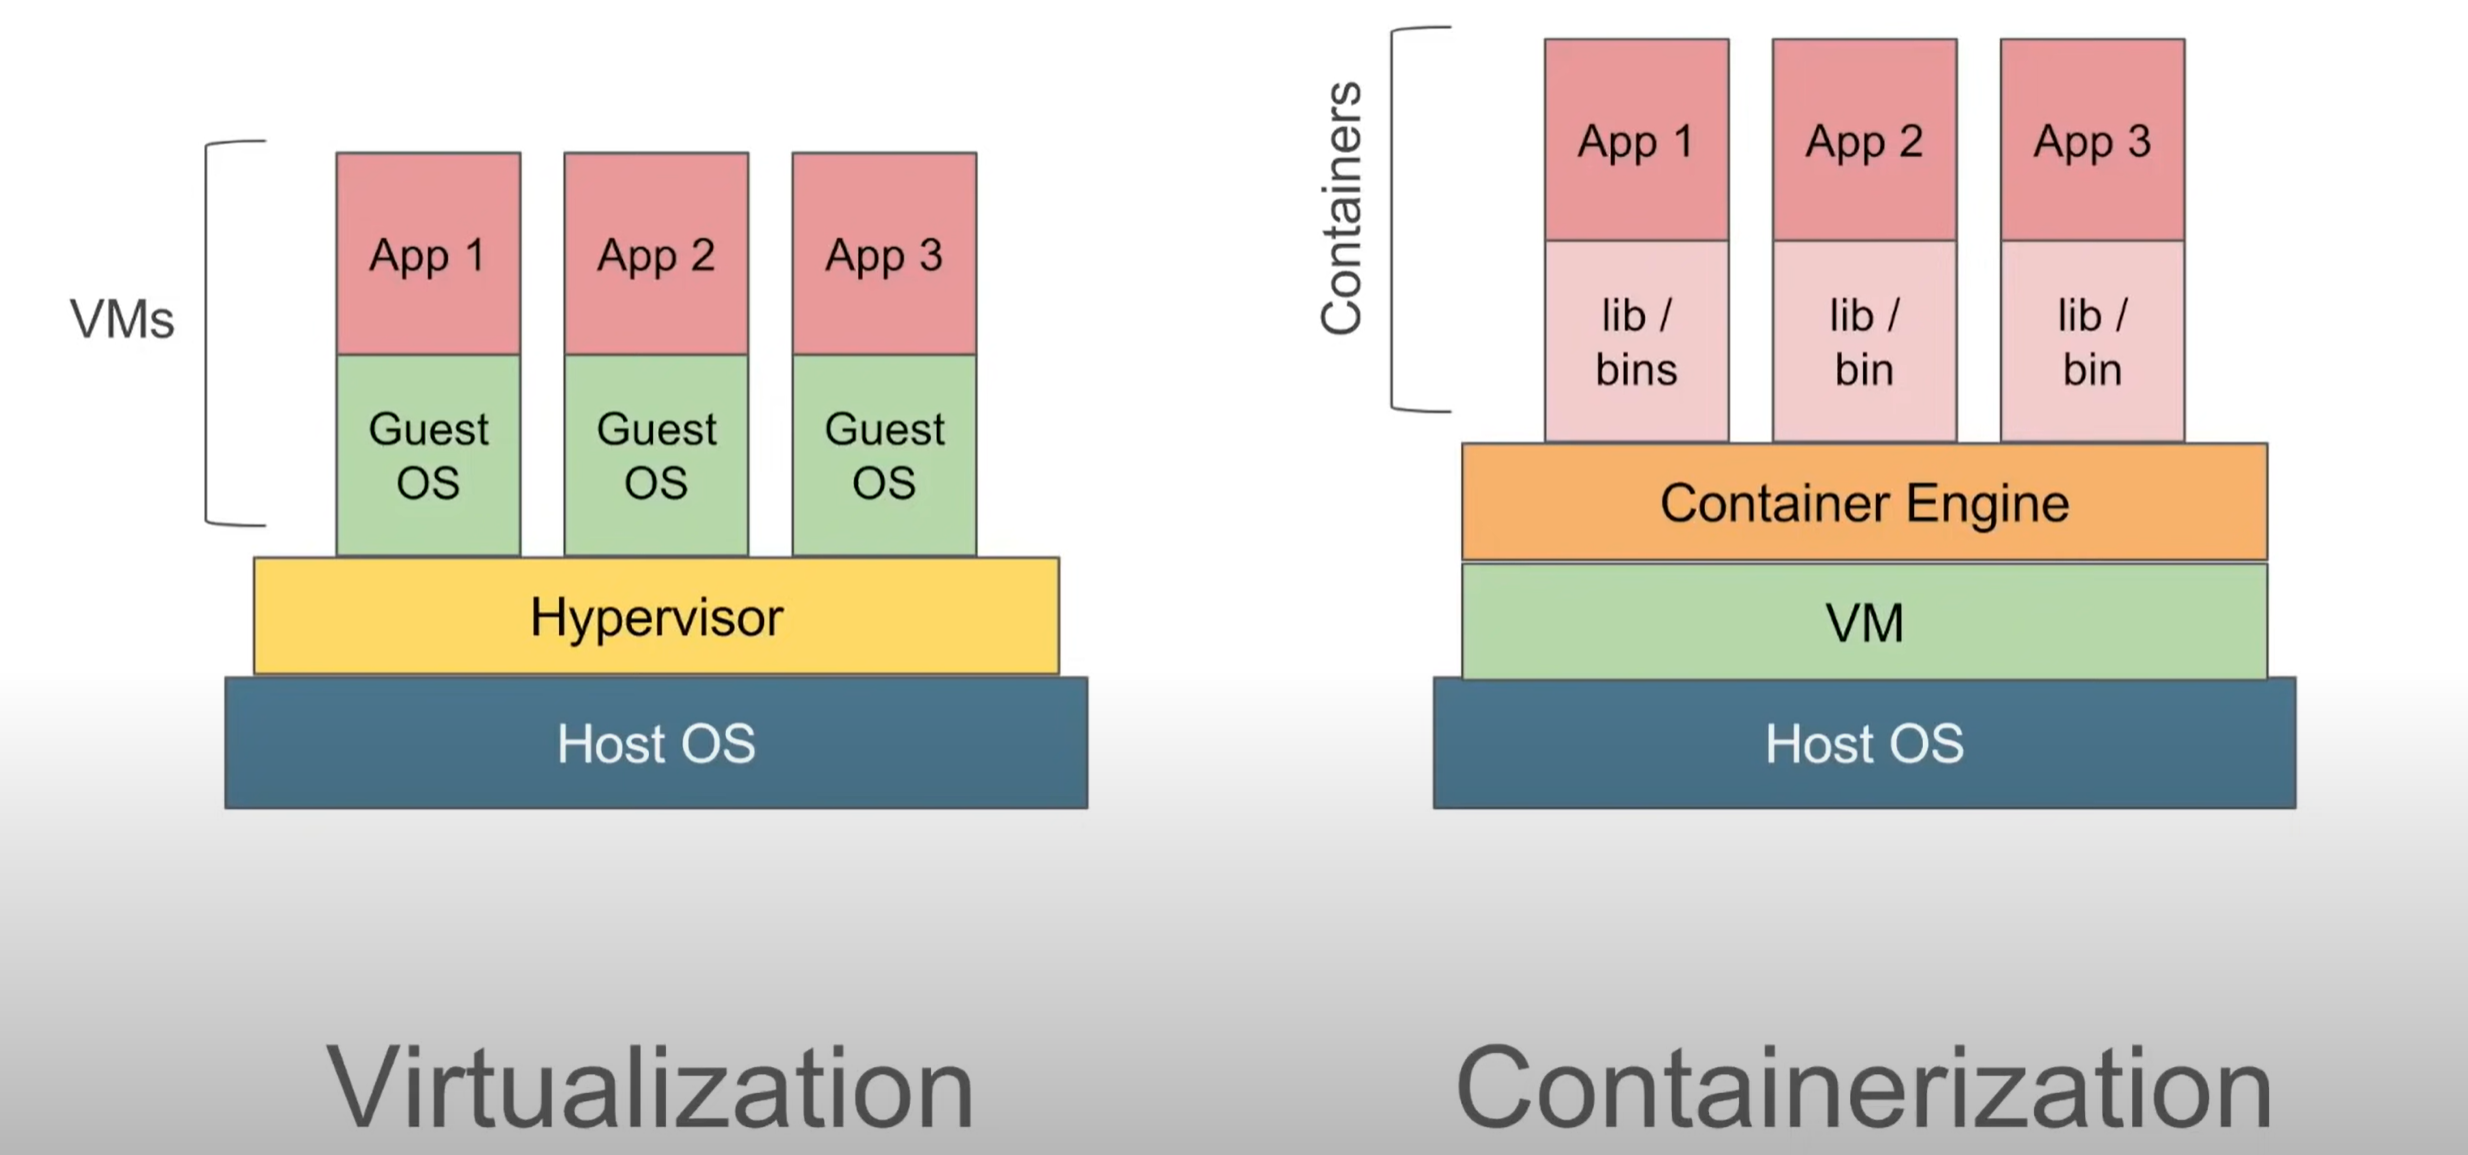 VMs
App 1
App 2
App 3
Guest
OS
Guest
OS
Guest
OS
Hypervisor
Host OS
Virtualization
Containers
App 1
App 2
App 3
lib /
bins
lib /
bin
lib /
bin
Container Engine
VM
Host OS
Containerization